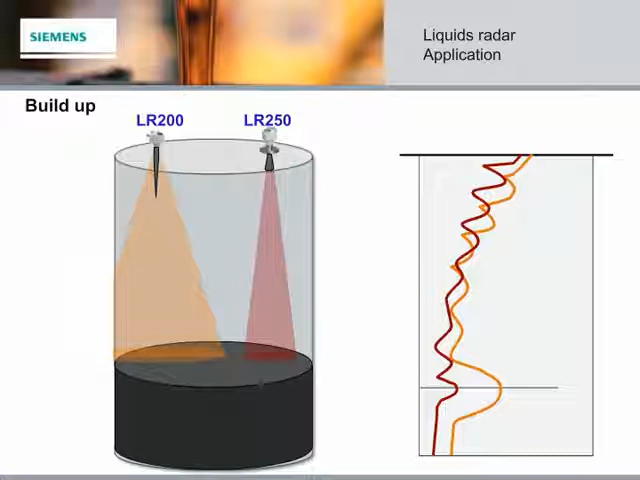 SIEMENS
Liquids radar
Application
Build up
LR200
LR250